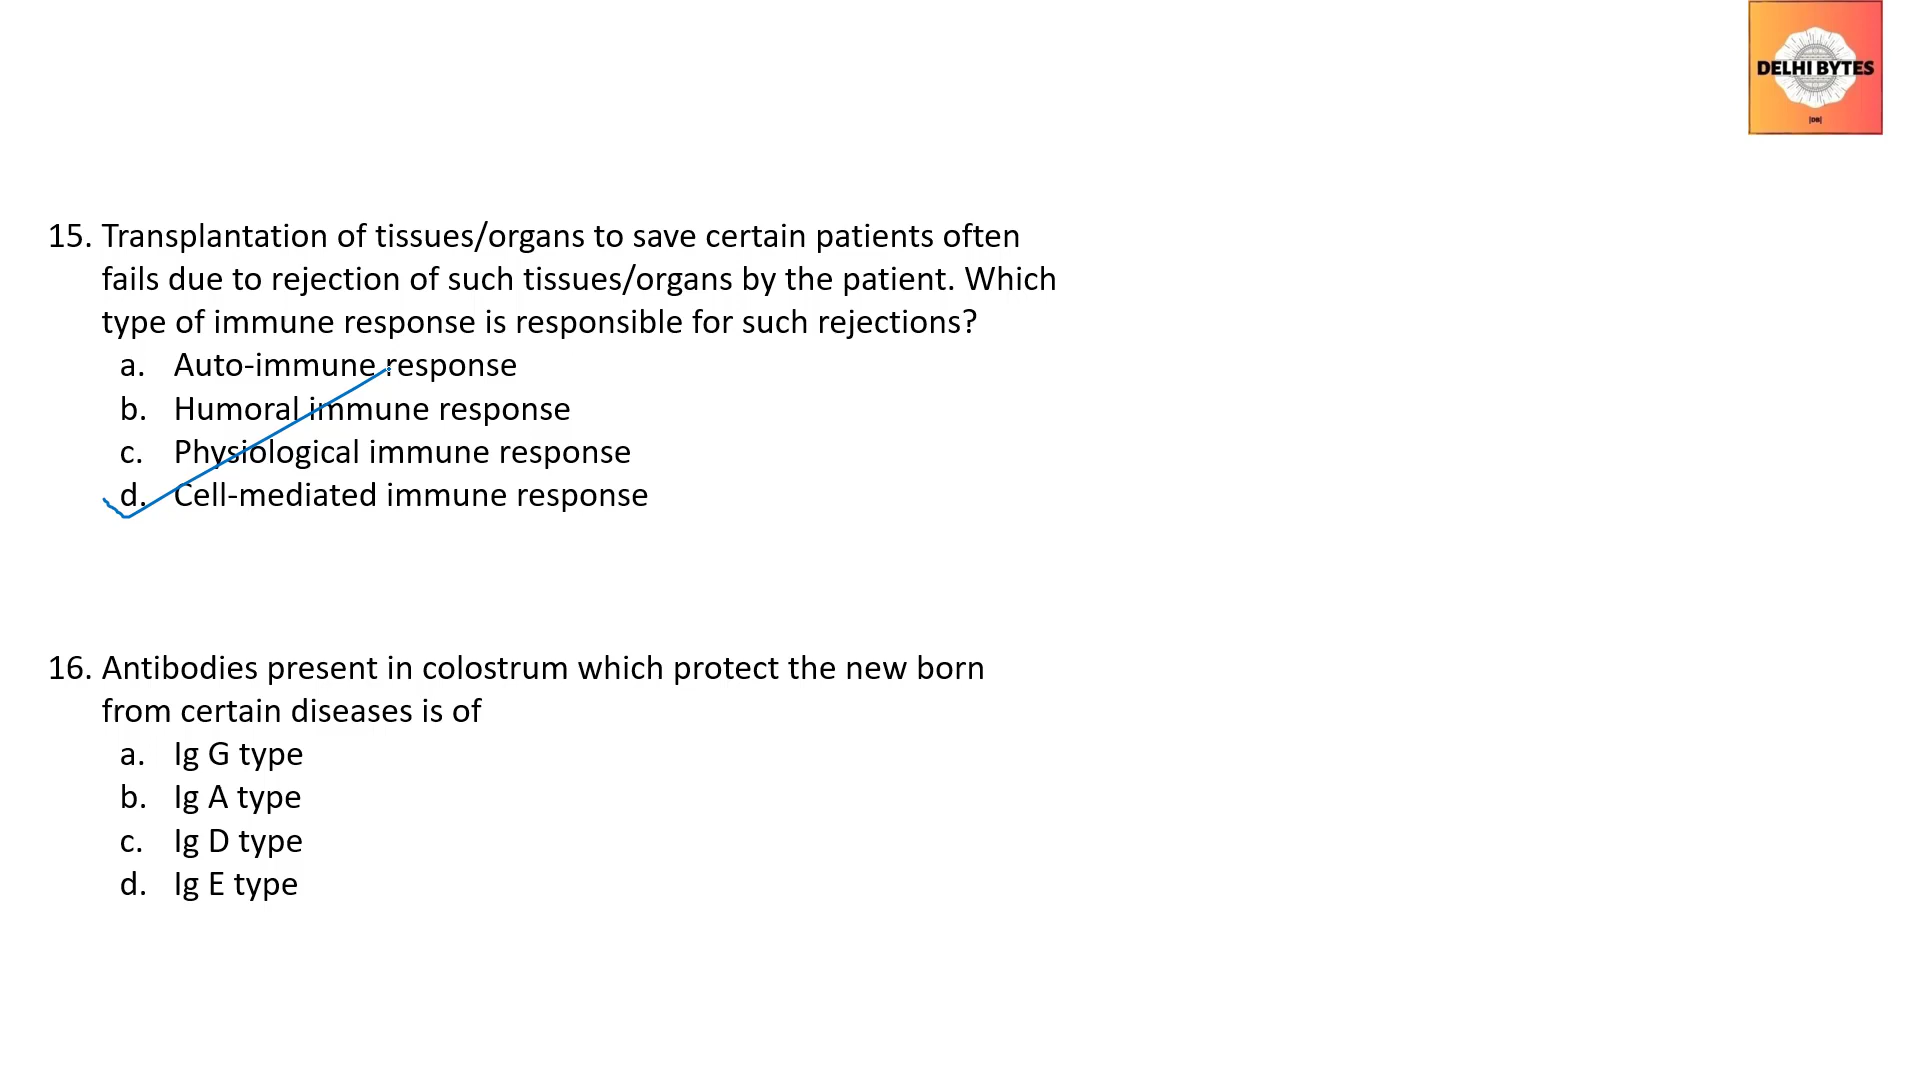 DELHI BYTES
|DB|
15. Transplantation of tissues/organs to save certain patients often
fails due to rejection of such tissues/organs by the patient. Which
type of immune response is responsible for such rejections?
a. Auto-immune response
b. Humoral immune response
c. Physiological immune response
d. Cell-mediated immune response
16. Antibodies present in colostrum which protect the new born
from certain diseases is of
a. Ig G type
b. Ig A type
c. Ig D type
d. Ig E type